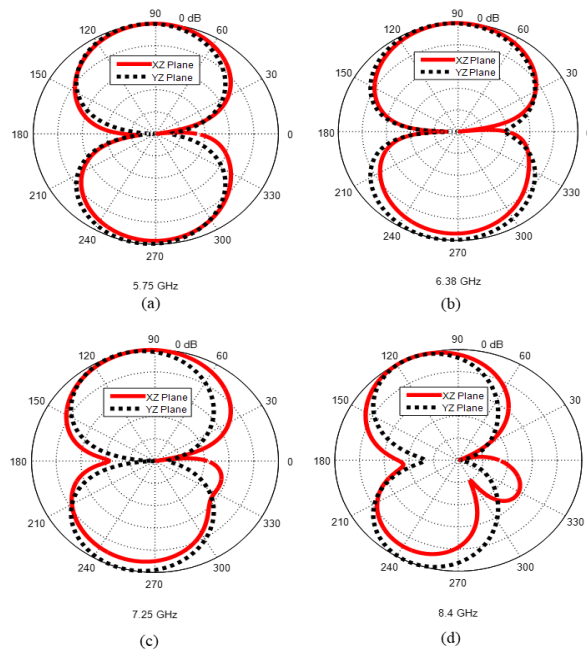 90
0 dB
120
60
150
30
XZ Plane
YZ Plane
180
0
210
330
240
300
270
5.75 GHz
(a)
90
0 dB
120
60
150
30
XZ Plane
YZ Plane
180
0
210
330
240
300
270
6.38 GHz
(b)
90
0 dB
120
60
150
30
XZ Plane
YZ Plane
180
0
210
330
240
300
270
7.25 GHz
(c)
90
0 dB
120
60
150
30
XZ Plane
YZ Plane
180
0
210
330
240
300
270
8.4 GHz
(d)